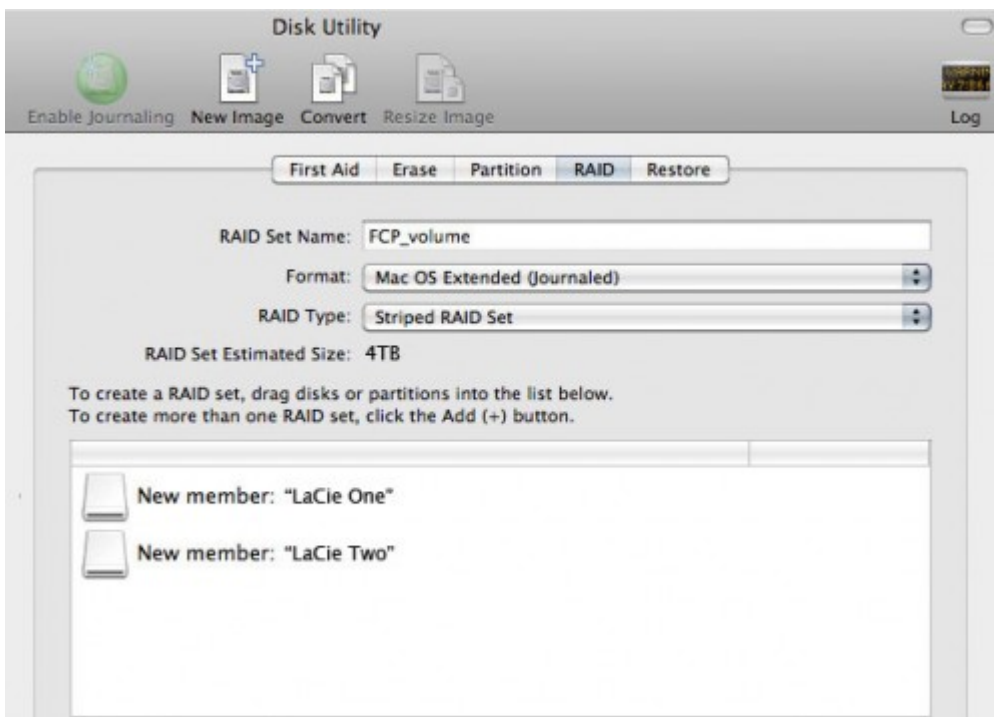 Disk Utility
Enable Journaling New Image Convert Resize Image Log
First Aid Erase Partition RAID Restore
RAID Set Name: FCP_volume
Format: Mac OS Extended (Journaled)
RAID Type: Striped RAID Set
RAID Set Estimated Size: 4TB
To create a RAID set, drag disks or partitions into the list below.
To create more than one RAID set, click the Add (+) button.
New member: “LaCie One”
New member: “LaCie Two”